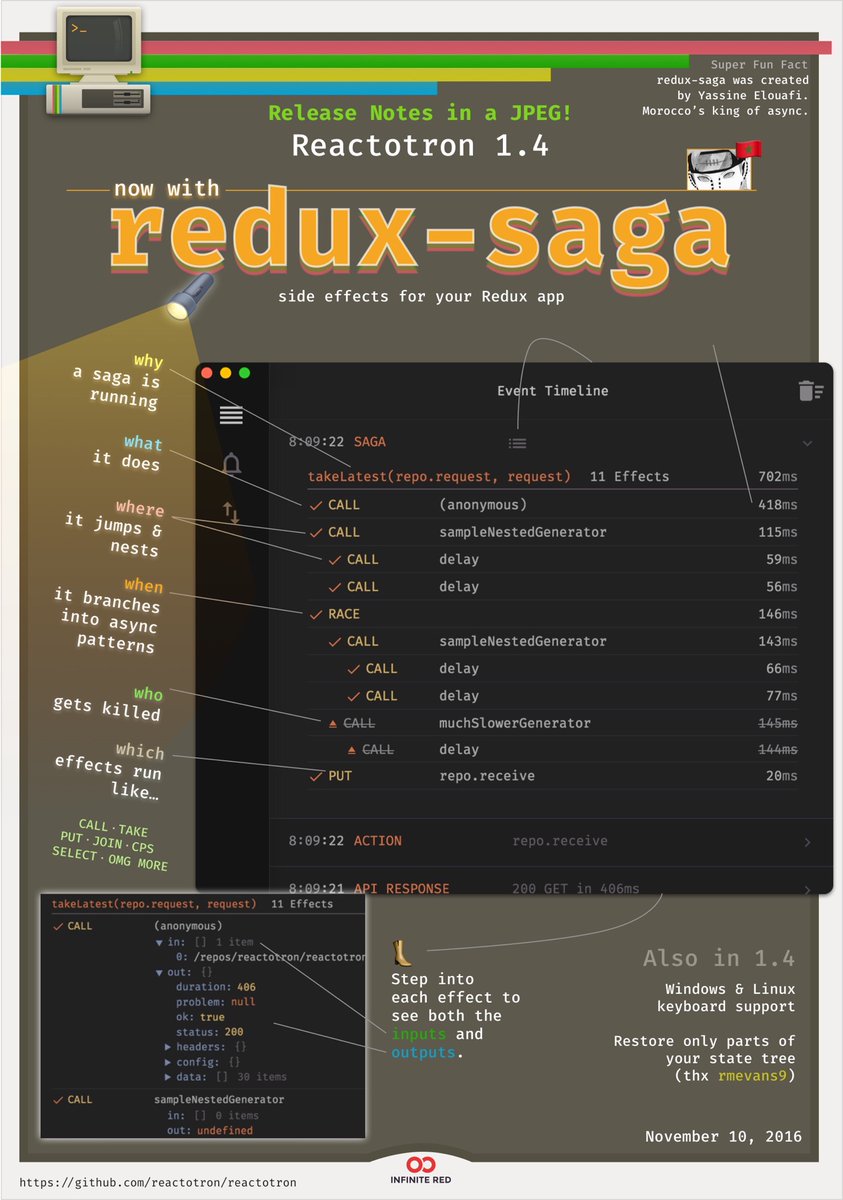 >_
Super Fun Fact
redux-saga was created
by Yassine Elouafi.
Morocco's king of async.
Release Notes in a JPEG!
Reactotron 1.4
now with
redux-saga
side effects for your Redux app
why
a saga is
running
what
it does
where
it jumps &
nests
when
it branches
into async
patterns
who
gets killed
which
effects run
like…
CALL·TAKE
PUT·JOIN·CPS
SELECT·OMG MORE
Event Timeline
8:09:22 SAGA
takeLatest(repo.request, request) 11 Effects 702ms
CALL (anonymous) 418ms
CALL sampleNestedGenerator 115ms
CALL delay 59ms
CALL delay 56ms
RACE 146ms
CALL sampleNestedGenerator 143ms
CALL delay 66ms
CALL delay 77ms
CALL muchSlowerGenerator 145ms
CALL delay 144ms
PUT repo.receive 20ms
8:09:22 ACTION repo.receive
8:09:21 API RESPONSE 200 GET in 406ms
takeLatest(repo.request, request) 11 Effects
CALL (anonymous)
in: [] 1 item
0: /repos/reactotron/reactotron
out: {}
duration: 406
problem: null
ok: true
status: 200
headers: {}
config: {}
data: [] 30 items
CALL sampleNestedGenerator
in: [] 0 items
out: undefined
Step into
each effect to
see both the
inputs and
outputs.
Also in 1.4
Windows & Linux
keyboard support
Restore only parts of
your state tree
(thx rmevans9)
November 10, 2016
INFINITE RED
https://github.com/reactotron/reactotron